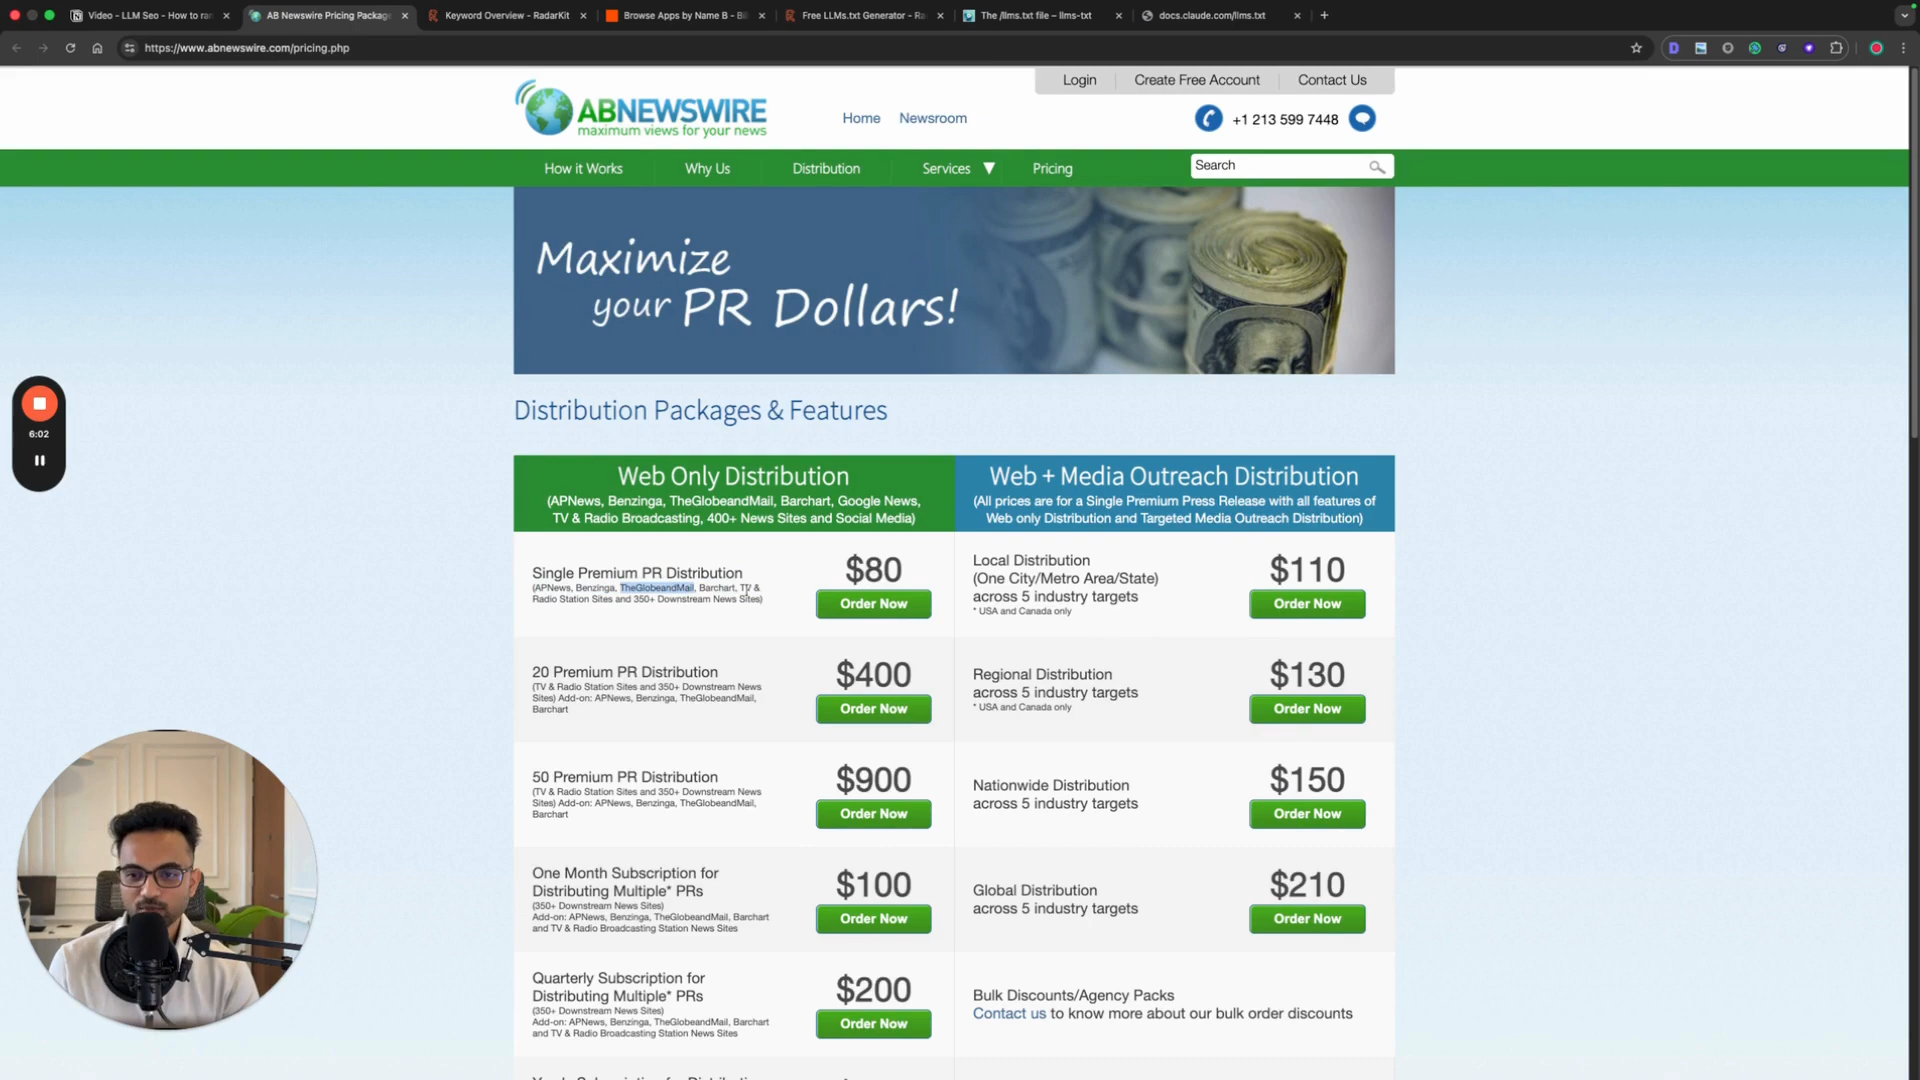 Video - LLM Seo - How to ran
AB Newswire Pricing Package
Keyword Overview - RadarKit
Browse Apps by Name B - Bi
Free LLMs.txt Generator - Ra
The /llms.txt file – llms-txt
docs.claude.com/llms.txt
https://www.abnewswire.com/pricing.php
Login
Create Free Account
Contact Us
ABNEWSWIRE
maximum views for your news
Home
Newsroom
+1 213 599 7448
How it Works
Why Us
Distribution
Services ▼
Pricing
Search
Maximize
your PR Dollars!
6:02
Distribution Packages & Features
Web Only Distribution
(APNews, Benzinga, TheGlobeandMail, Barchart, Google News,
TV & Radio Broadcasting, 400+ News Sites and Social Media)
Web + Media Outreach Distribution
(All prices are for a Single Premium Press Release with all features of
Web only Distribution and Targeted Media Outreach Distribution)
Single Premium PR Distribution
(APNews, Benzinga, TheGlobeandMail, Barchart, TV &
Radio Station Sites and 350+ Downstream News Sites)
$80
Order Now
Local Distribution
(One City/Metro Area/State)
across 5 industry targets
* USA and Canada only
$110
Order Now
20 Premium PR Distribution
(TV & Radio Station Sites and 350+ Downstream News
Sites) Add-on: APNews, Benzinga, TheGlobeandMail,
Barchart
$400
Order Now
Regional Distribution
across 5 industry targets
* USA and Canada only
$130
Order Now
50 Premium PR Distribution
(TV & Radio Station Sites and 350+ Downstream News
Sites) Add-on: APNews, Benzinga, TheGlobeandMail,
Barchart
$900
Order Now
Nationwide Distribution
across 5 industry targets
$150
Order Now
One Month Subscription for
Distributing Multiple* PRs
(350+ Downstream News Sites)
Add-on: APNews, Benzinga, TheGlobeandMail, Barchart
and TV & Radio Broadcasting Station News Sites
$100
Order Now
Global Distribution
across 5 industry targets
$210
Order Now
Quarterly Subscription for
Distributing Multiple* PRs
(350+ Downstream News Sites)
Add-on: APNews, Benzinga, TheGlobeandMail, Barchart
and TV & Radio Broadcasting Station News Sites
$200
Order Now
Bulk Discounts/Agency Packs
Contact us to know more about our bulk order discounts